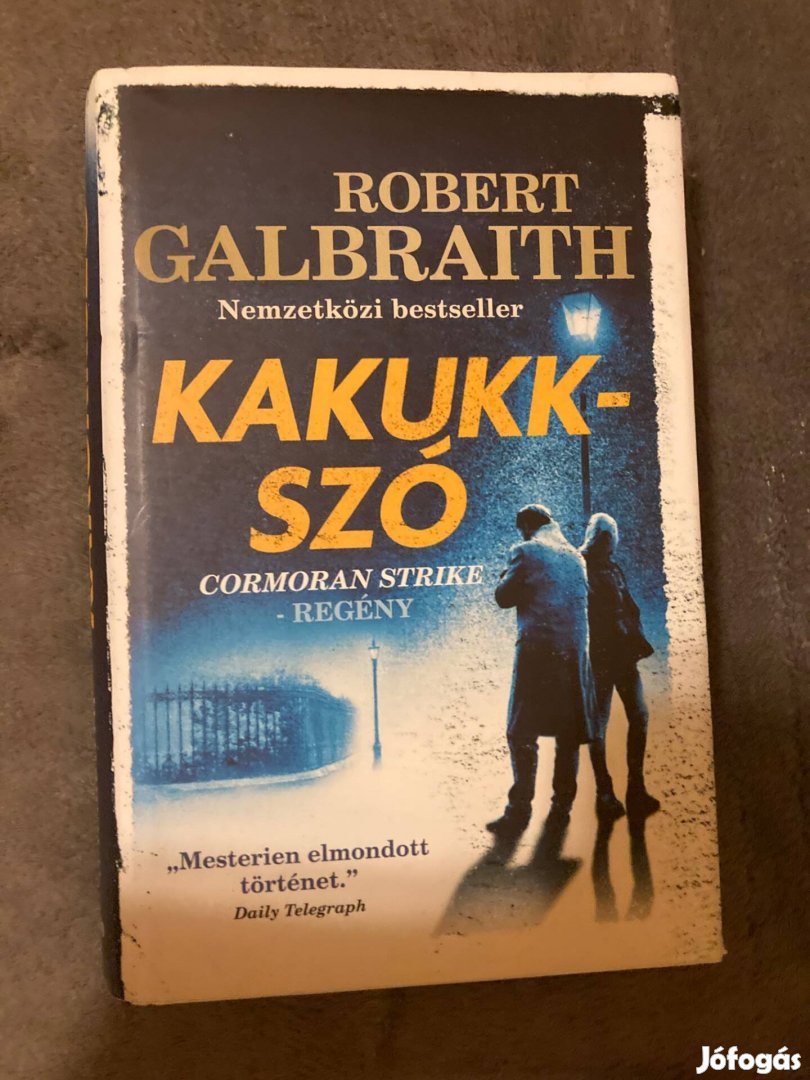 ROBERT
GALBRAITH
Nemzetközi bestseller
KAKUKK-
SZÓ
CORMORAN STRIKE
- REGÉNY
„Mesterien elmondott
történet.”
Daily Telegraph
Jófogás